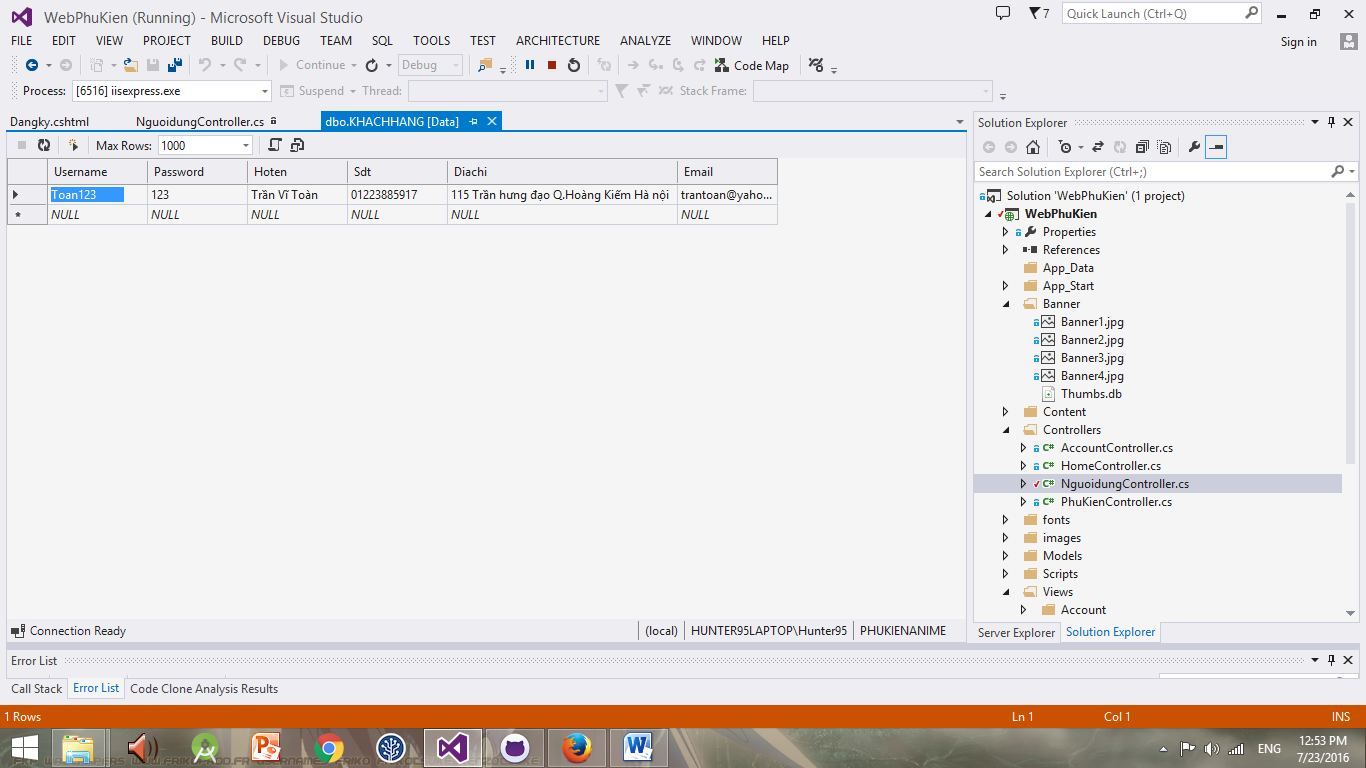 WebPhuKien (Running) - Microsoft Visual Studio
7
Quick Launch (Ctrl+Q)
FILE EDIT VIEW PROJECT BUILD DEBUG TEAM SQL TOOLS TEST ARCHITECTURE ANALYZE WINDOW HELP
Sign in
Continue Debug Code Map
Process: [6516] iisexpress.exe Suspend Thread: Stack Frame:
Dangky.cshtml NguoidungController.cs dbo.KHACHHANG [Data]
Max Rows: 1000
Username Password Hoten Sdt Diachi Email
Toan123 123 Trần Vĩ Toàn 01223885917 115 Trần hưng đạo Q.Hoàng Kiếm Hà nội trantoan@yaho...
* NULL NULL NULL NULL NULL NULL
Connection Ready
(local) HUNTER95LAPTOP\Hunter95 PHUKIENANIME
Solution Explorer
Search Solution Explorer (Ctrl+;)
Solution 'WebPhuKien' (1 project)
WebPhuKien
Properties
References
App_Data
App_Start
Banner
Banner1.jpg
Banner2.jpg
Banner3.jpg
Banner4.jpg
Thumbs.db
Content
Controllers
C# AccountController.cs
C# HomeController.cs
C# NguoidungController.cs
C# PhuKienController.cs
fonts
images
Models
Scripts
Views
Account
Server Explorer Solution Explorer
Error List
Call Stack Error List Code Clone Analysis Results
1 Rows Ln 1 Col 1 INS
ENG
12:53 PM
7/23/2016